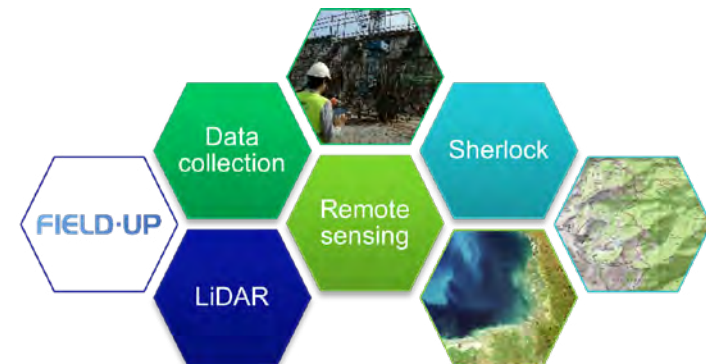 Data
collection
Sherlock
FIELD·UP
Remote
sensing
LiDAR